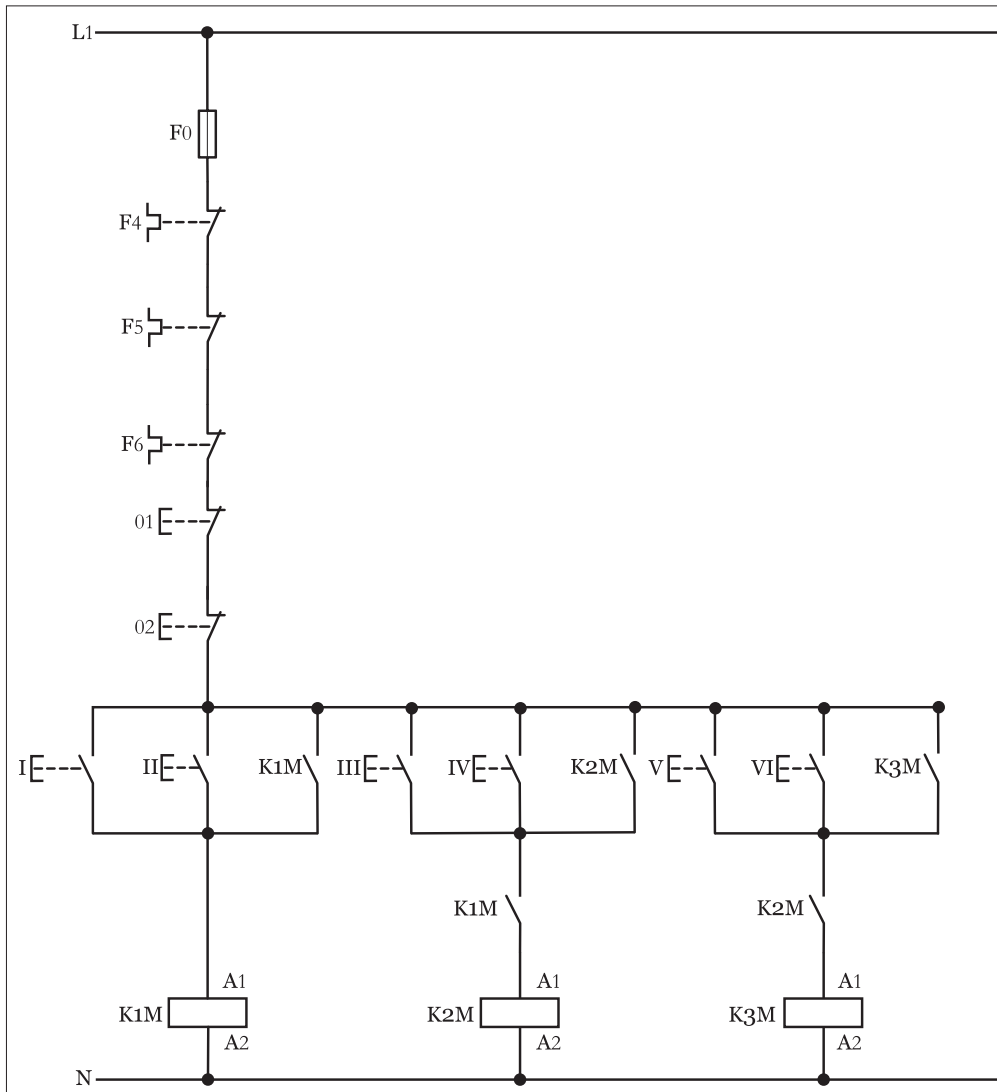 L1
F0
F4
F5
F6
01
02
I II K1M III IV K2M V VI K3M
K1M K2M
A1 A1 A1
K1M K2M K3M
A2 A2 A2
N